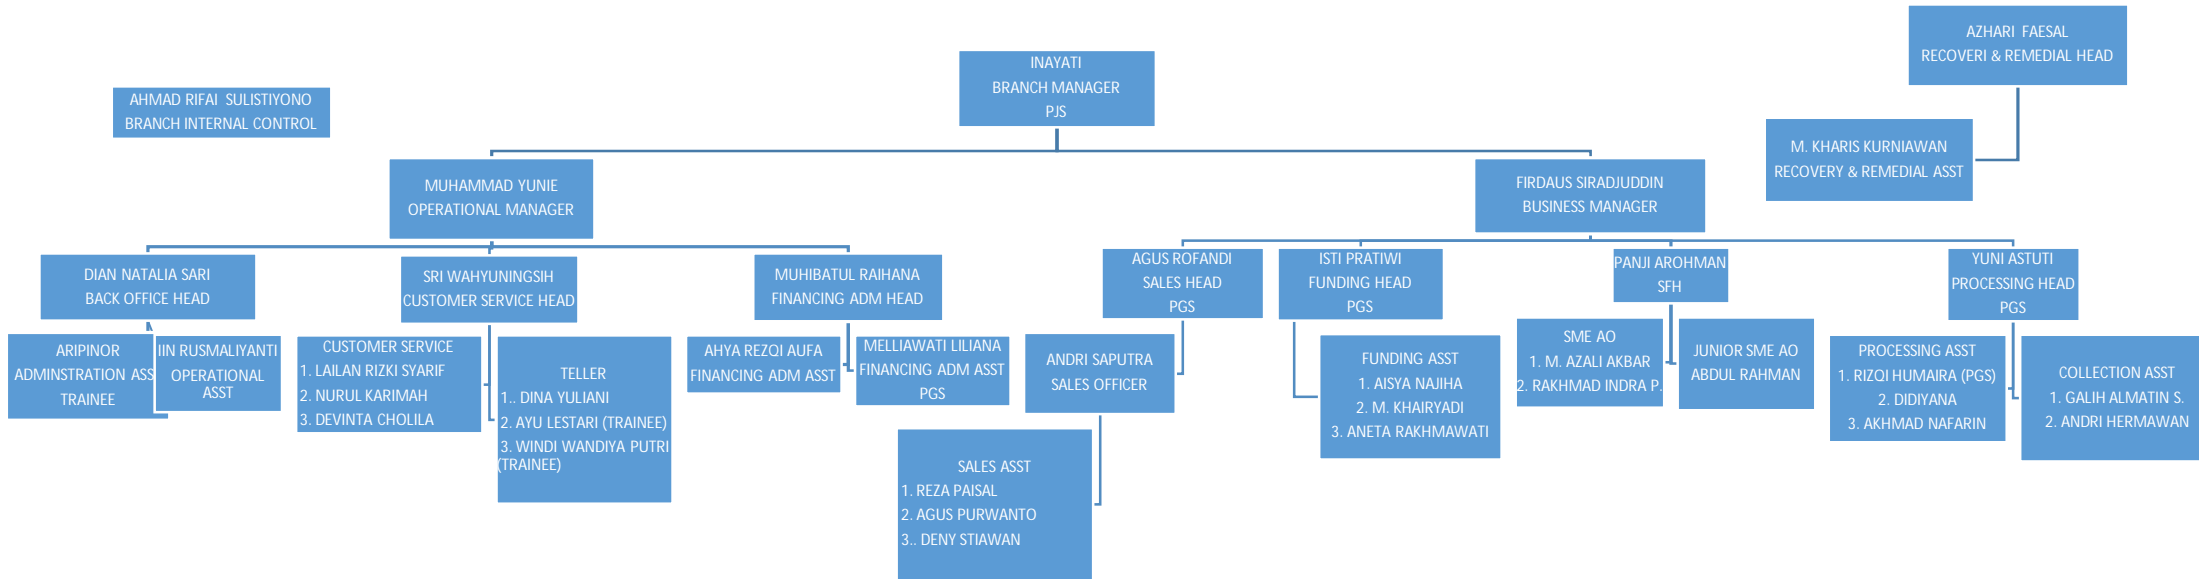 AZHARI FAESAL
RECOVERI & REMEDIAL HEAD
INAYATI
BRANCH MANAGER
PJS
AHMAD RIFAI SULISTIYONO
BRANCH INTERNAL CONTROL
M. KHARIS KURNIAWAN
RECOVERY & REMEDIAL ASST
MUHAMMAD YUNIE
OPERATIONAL MANAGER
FIRDAUS SIRADJUDDIN
BUSINESS MANAGER
DIAN NATALIA SARI
BACK OFFICE HEAD
SRI WAHYUNINGSIH
CUSTOMER SERVICE HEAD
MUHIBATUL RAIHANA
FINANCING ADM HEAD
AGUS ROFANDI
SALES HEAD
PGS
ISTI PRATIWI
FUNDING HEAD
PGS
PANJI AROHMAN
SFH
YUNI ASTUTI
PROCESSING HEAD
PGS
ARIPINOR
ADMINSTRATION ASS
TRAINEE
IIN RUSMALIYANTI
OPERATIONAL
ASST
CUSTOMER SERVICE
1. LAILAN RIZKI SYARIF
2. NURUL KARIMAH
3. DEVINTA CHOLILA
TELLER
1.. DINA YULIANI
2. AYU LESTARI (TRAINEE)
3. WINDI WANDIYA PUTRI
(TRAINEE)
AHYA REZQI AUFA
FINANCING ADM ASST
MELLIAWATI LILIANA
FINANCING ADM ASST
PGS
ANDRI SAPUTRA
SALES OFFICER
SALES ASST
1. REZA PAISAL
2. AGUS PURWANTO
3.. DENY STIAWAN
FUNDING ASST
1. AISYA NAJIHA
2. M. KHAIRYADI
3. ANETA RAKHMAWATI
SME AO
1. M. AZALI AKBAR
2. RAKHMAD INDRA P.
JUNIOR SME AO
ABDUL RAHMAN
PROCESSING ASST
1. RIZQI HUMAIRA (PGS)
2. DIDIYANA
3. AKHMAD NAFARIN
COLLECTION ASST
1. GALIH ALMATIN S.
2. ANDRI HERMAWAN